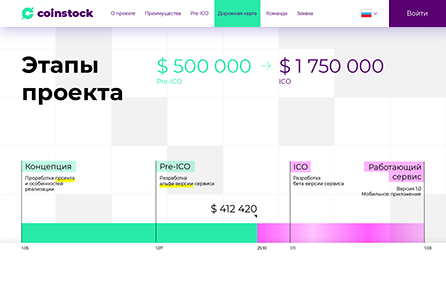 coinstock О проекте Преимущества Pre-ICO Дорожная карта Команда Заявка Войти
Этапы
проекта
$ 500 000 → $ 1 750 000
Pre-ICO ICO
Концепция
Проработка проекта
и особенностей
реализации
Pre-ICO
Разработка
альфа-версии сервиса
ICO
Разработка
бета версии сервиса
Работающий
сервис
Версия 1.0
Мобильное приложение
$ 412 420
1.05 1.07 25.10 1.11 1.08